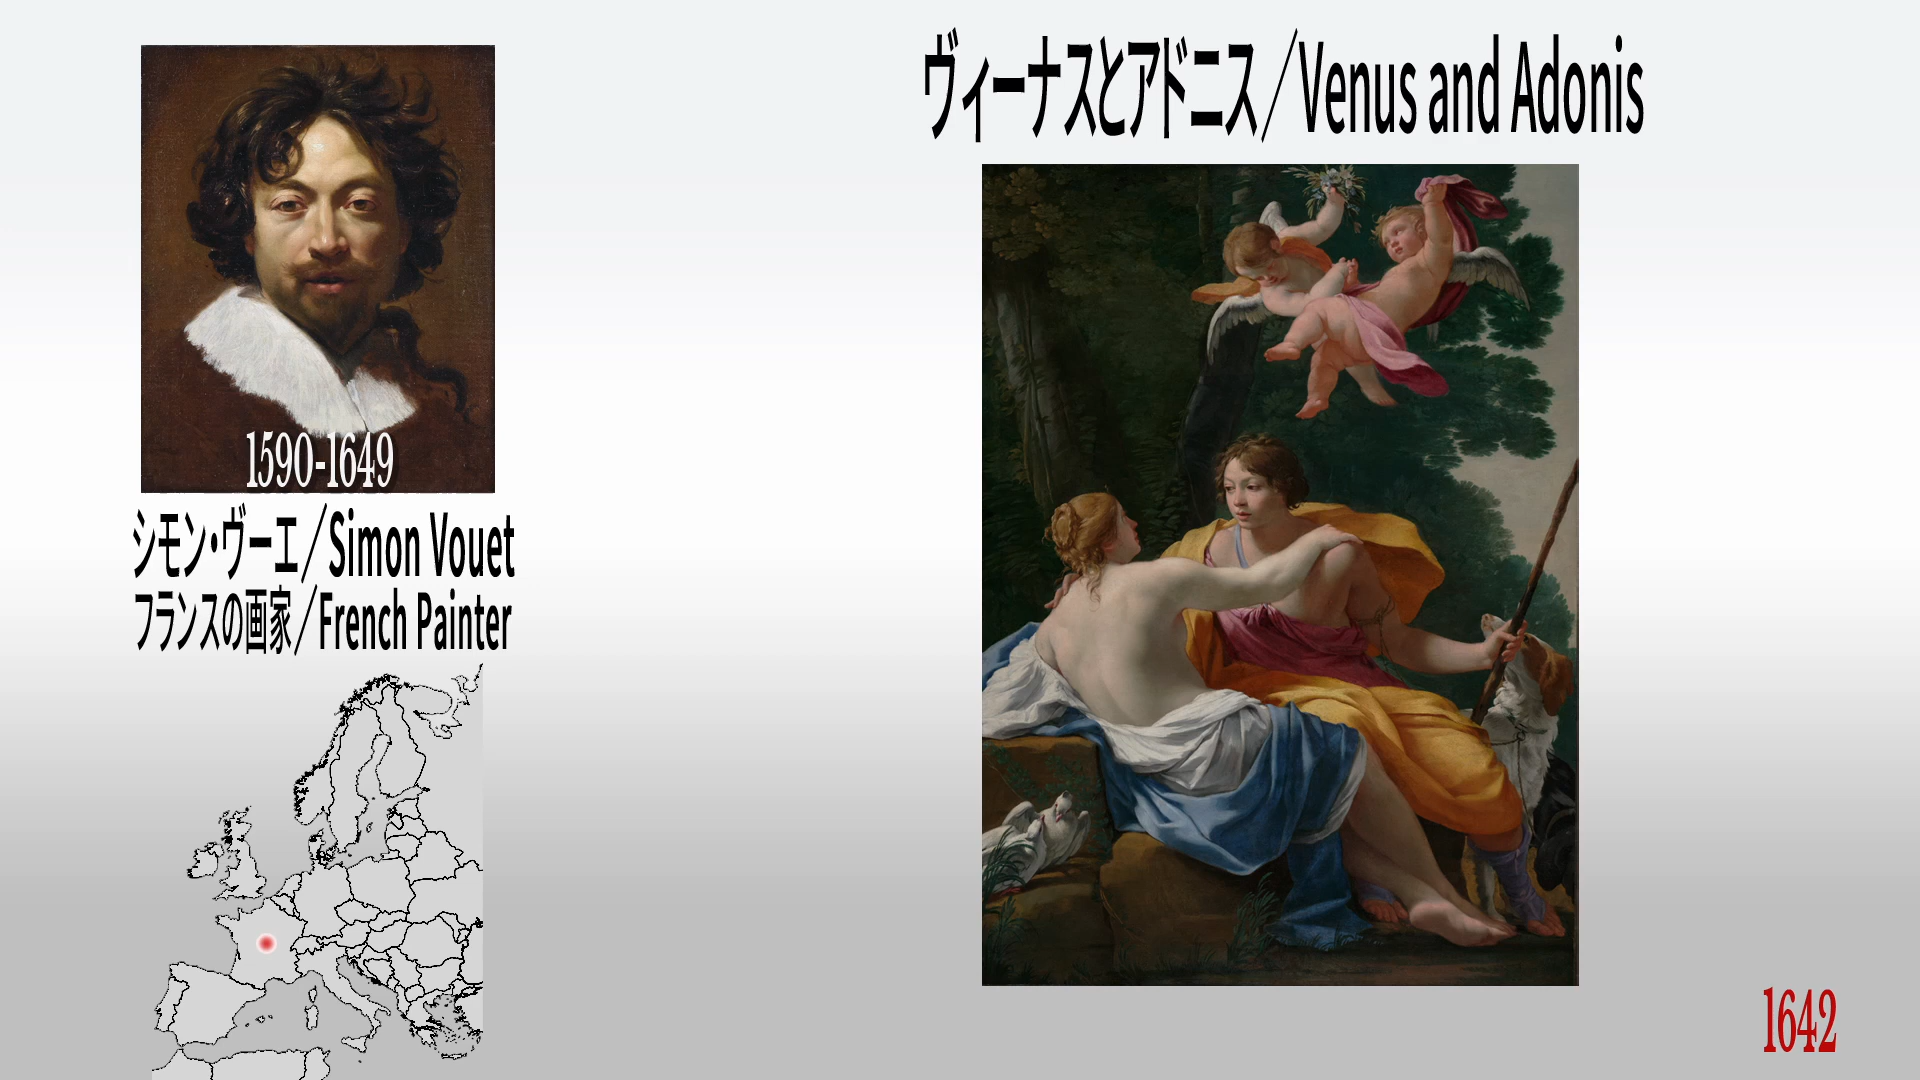 1590-1649
シモン・ヴーエ／Simon Vouet
フランスの画家／French Painter
ヴィーナスとアドニス／Venus and Adonis
1642